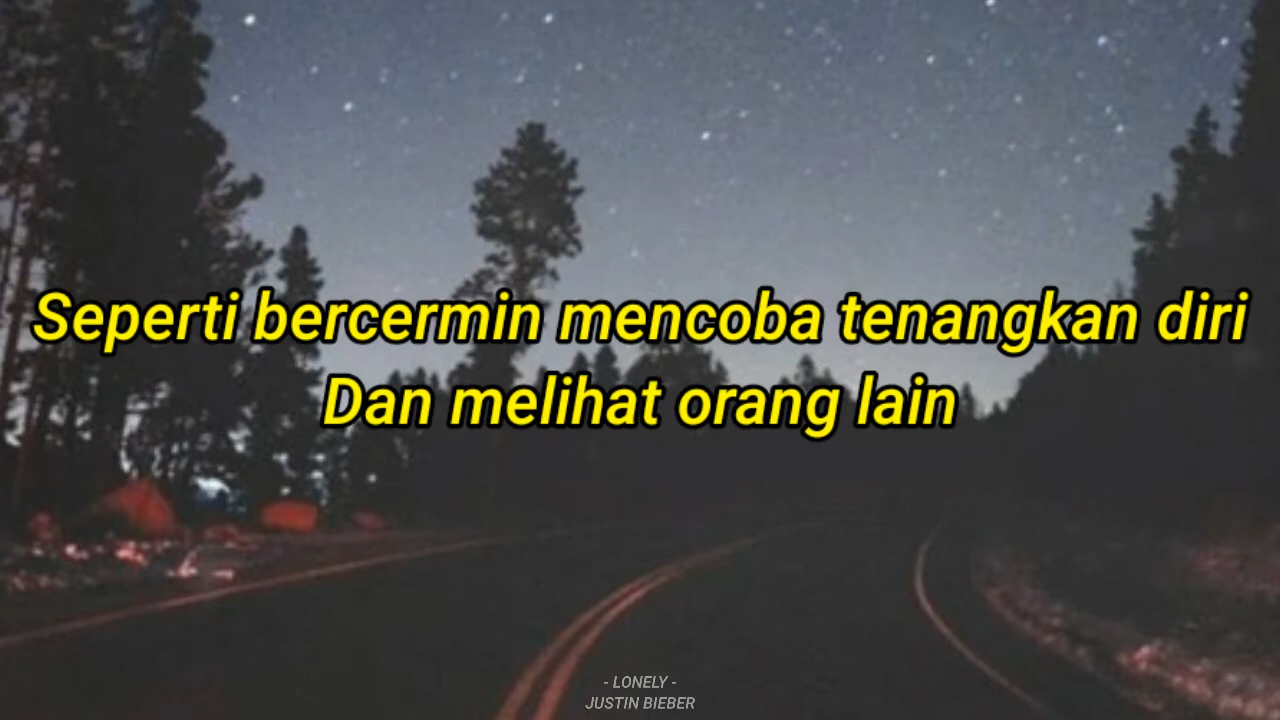 Seperti bercermin mencoba tenangkan diri
Dan melihat orang lain
- LONELY -
JUSTIN BIEBER